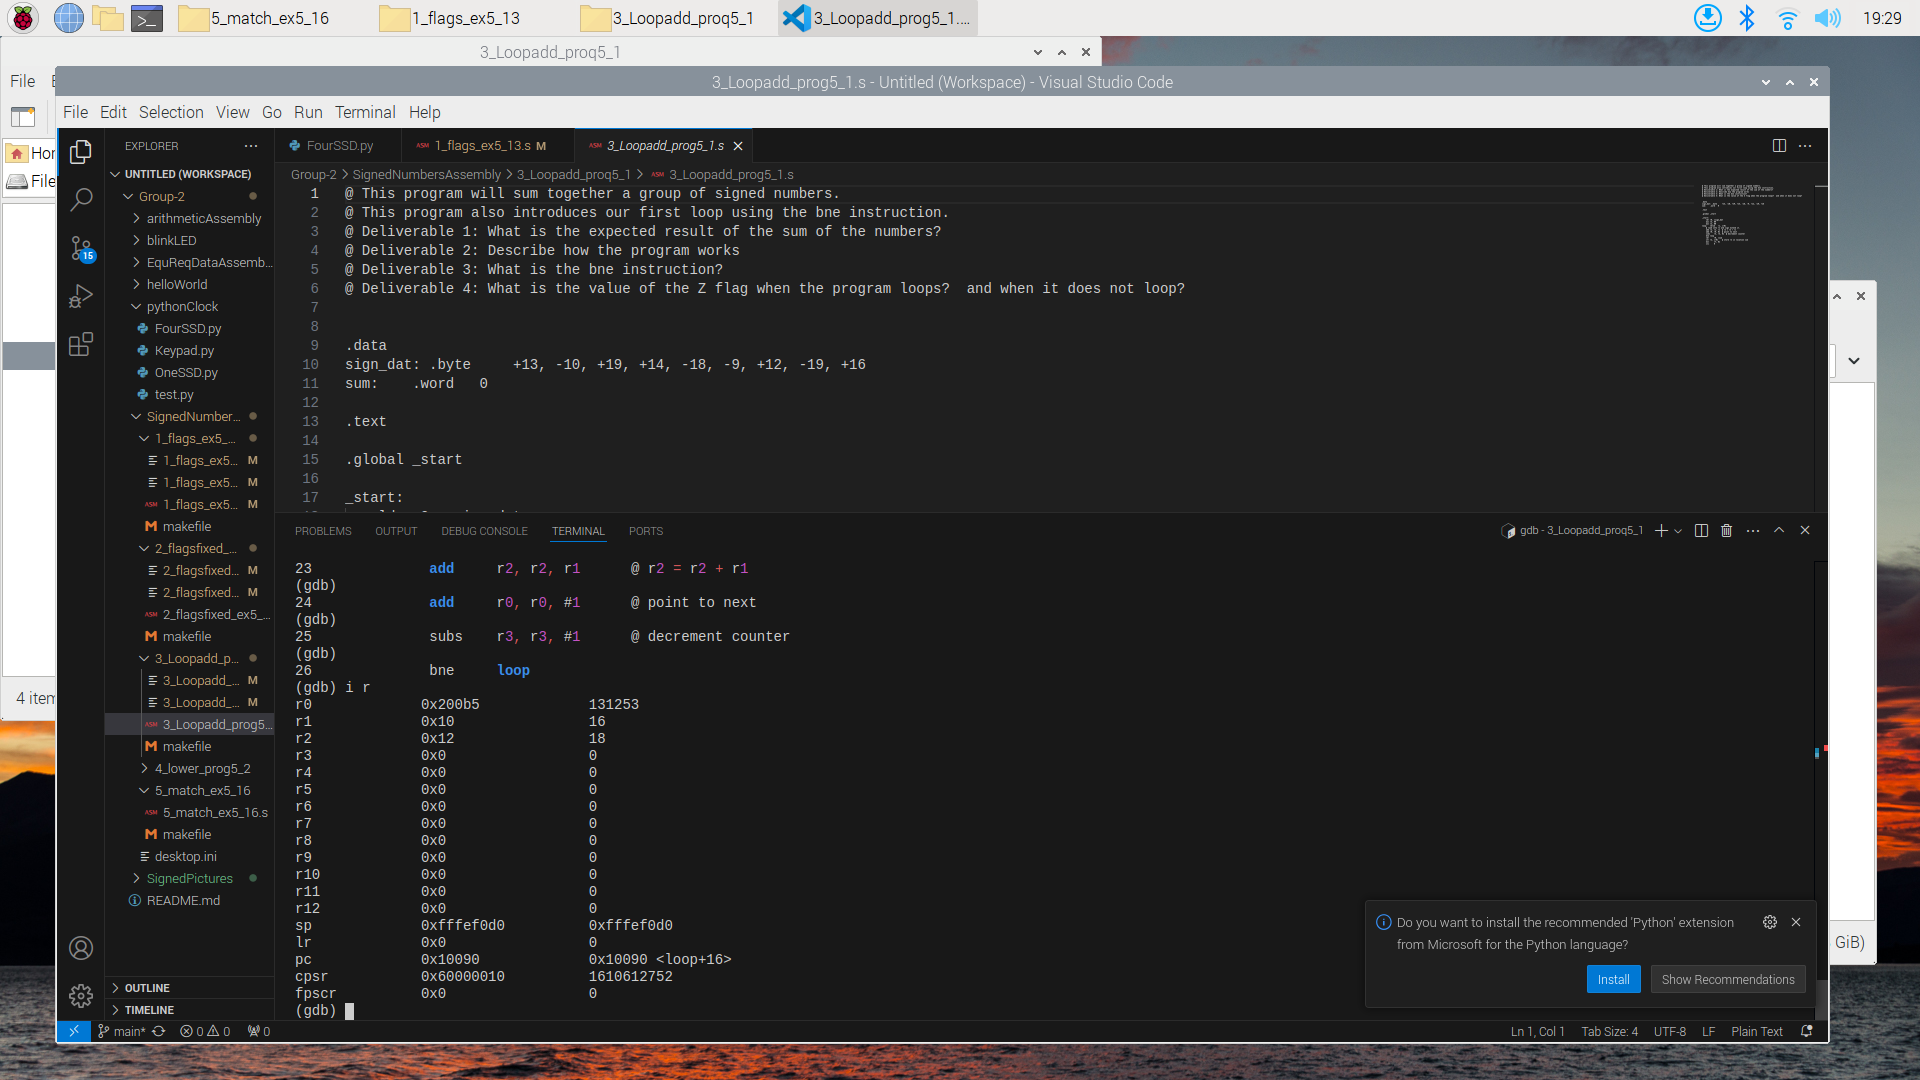 5_match_ex5_16
1_flags_ex5_13
3_Loopadd_proq5_1
3_Loopadd_prog5_1....
19:29
3_Loopadd_proq5_1
File
3_Loopadd_prog5_1.s - Untitled (Workspace) - Visual Studio Code
File Edit Selection View Go Run Terminal Help
Hor
File
4 item
GiB)
EXPLORER
UNTITLED (WORKSPACE)
Group-2
arithmeticAssembly
blinkLED
EquReqDataAssemb...
helloWorld
pythonClock
FourSSD.py
Keypad.py
OneSSD.py
test.py
SignedNumber...
1_flags_ex5_...
1_flags_ex5... M
1_flags_ex5... M
1_flags_ex5... M
makefile
2_flagsfixed_...
2_flagsfixed... M
2_flagsfixed... M
2_flagsfixed_ex5_...
makefile
3_Loopadd_p...
3_Loopadd_... M
3_Loopadd_... M
3_Loopadd_prog5...
makefile
4_lower_prog5_2
5_match_ex5_16
5_match_ex5_16.s
makefile
desktop.ini
SignedPictures
README.md
OUTLINE
TIMELINE
15
FourSSD.py
ASM 1_flags_ex5_13.s M
ASM 3_Loopadd_prog5_1.s
Group-2 > SignedNumbersAssembly > 3_Loopadd_proq5_1 > ASM 3_Loopadd_prog5_1.s
1 @ This program will sum together a group of signed numbers.
2 @ This program also introduces our first loop using the bne instruction.
3 @ Deliverable 1: What is the expected result of the sum of the numbers?
4 @ Deliverable 2: Describe how the program works
5 @ Deliverable 3: What is the bne instruction?
6 @ Deliverable 4: What is the value of the Z flag when the program loops?  and when it does not loop?
7
8
9 .data
10 sign_dat: .byte     +13, -10, +19, +14, -18, -9, +12, -19, +16
11 sum:    .word   0
12
13 .text
14
15 .global _start
16
17 _start:
PROBLEMS OUTPUT DEBUG CONSOLE TERMINAL PORTS
gdb - 3_Loopadd_proq5_1
23 add r2, r2, r1 @ r2 = r2 + r1
(gdb)
24 add r0, r0, #1 @ point to next
(gdb)
25 subs r3, r3, #1 @ decrement counter
(gdb)
26 bne loop
(gdb) i r
r0 0x200b5 131253
r1 0x10 16
r2 0x12 18
r3 0x0 0
r4 0x0 0
r5 0x0 0
r6 0x0 0
r7 0x0 0
r8 0x0 0
r9 0x0 0
r10 0x0 0
r11 0x0 0
r12 0x0 0
sp 0xfffef0d0 0xfffef0d0
lr 0x0 0
pc 0x10090 0x10090 <loop+16>
cpsr 0x60000010 1610612752
fpscr 0x0 0
(gdb)
Do you want to install the recommended 'Python' extension
from Microsoft for the Python language?
Install
Show Recommendations
main* 0 0 0
Ln 1, Col 1 Tab Size: 4 UTF-8 LF Plain Text